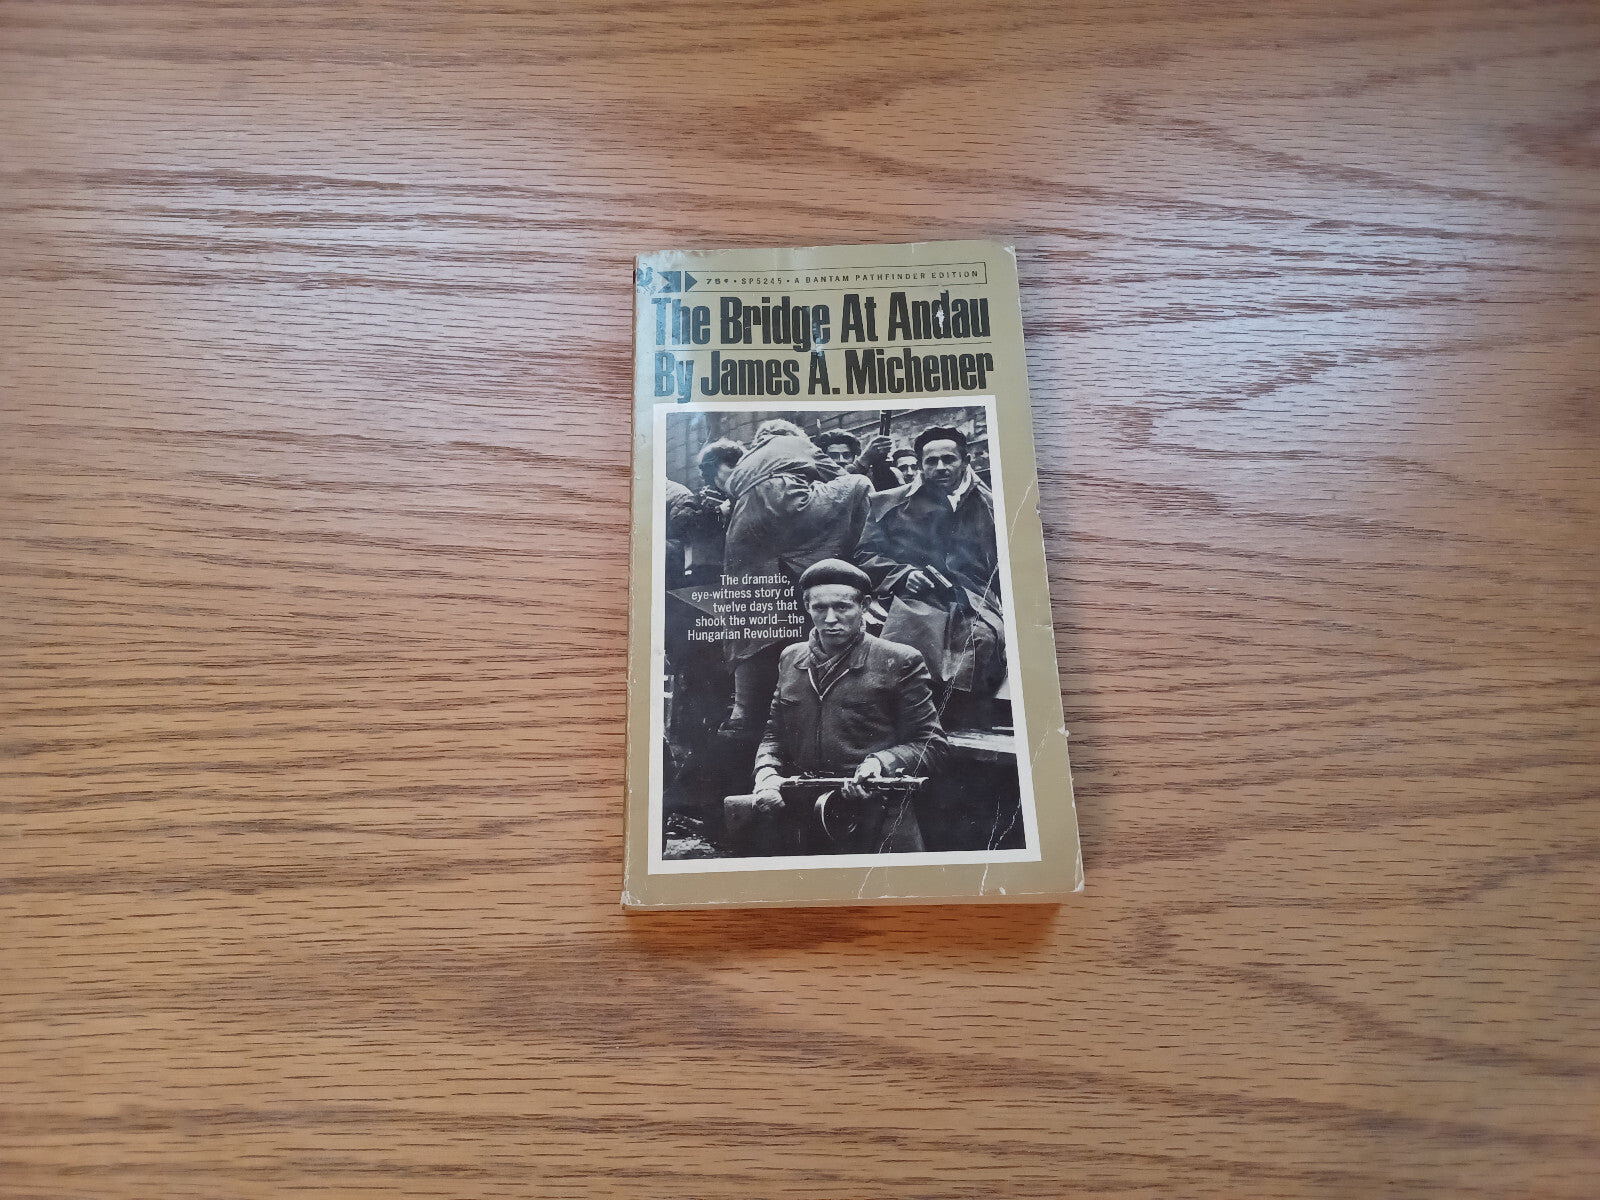 75¢ • SP5245 • A BANTAM PATHFINDER EDITION
The Bridge At Andau
By James A. Michener
The dramatic,
eye-witness story of
twelve days that
shook the world—the
Hungarian Revolution!